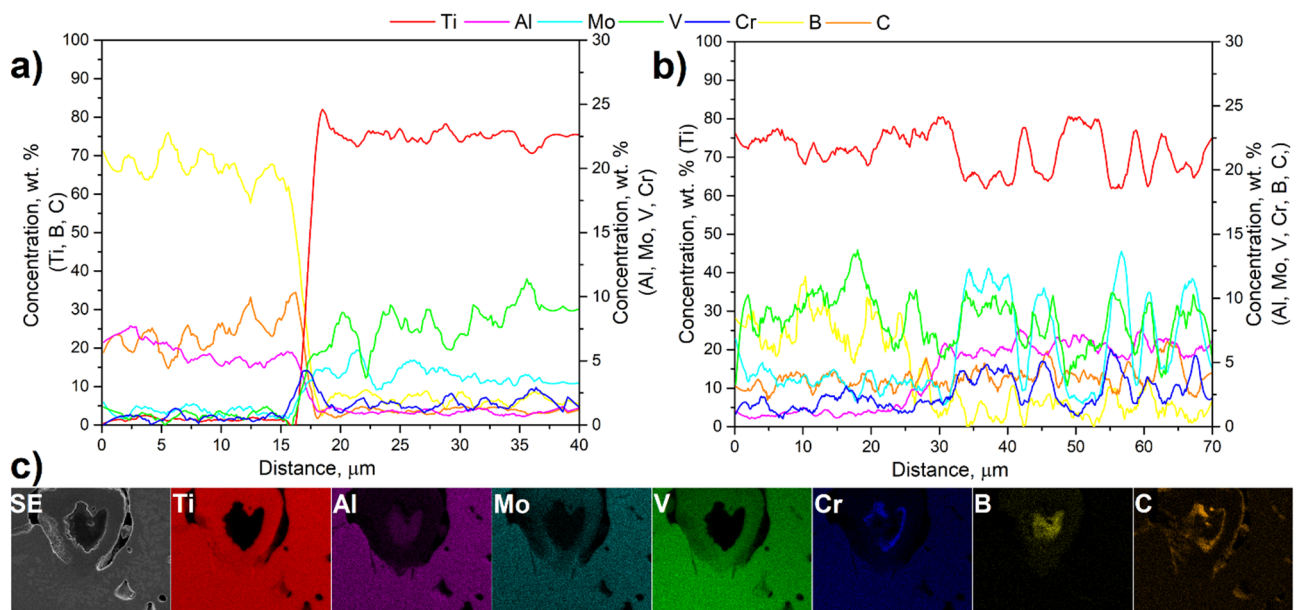 Ti Al Mo V Cr B C
a)
100
90
80
70
60
50
40
30
20
10
0
Concentration, wt. %
(Ti, B, C)
30
25
20
15
10
5
0
Concentration, wt. %
(Al, Mo, V, Cr)
0 5 10 15 20 25 30 35 40
Distance, μm
b)
100
90
80
70
60
50
40
30
20
10
0
Concentration, wt. % (Ti)
30
25
20
15
10
5
0
Concentration, wt. %
(Al, Mo, V, Cr, B, C,)
0 10 20 30 40 50 60 70
Distance, μm
c)
SE Ti Al Mo V Cr B C